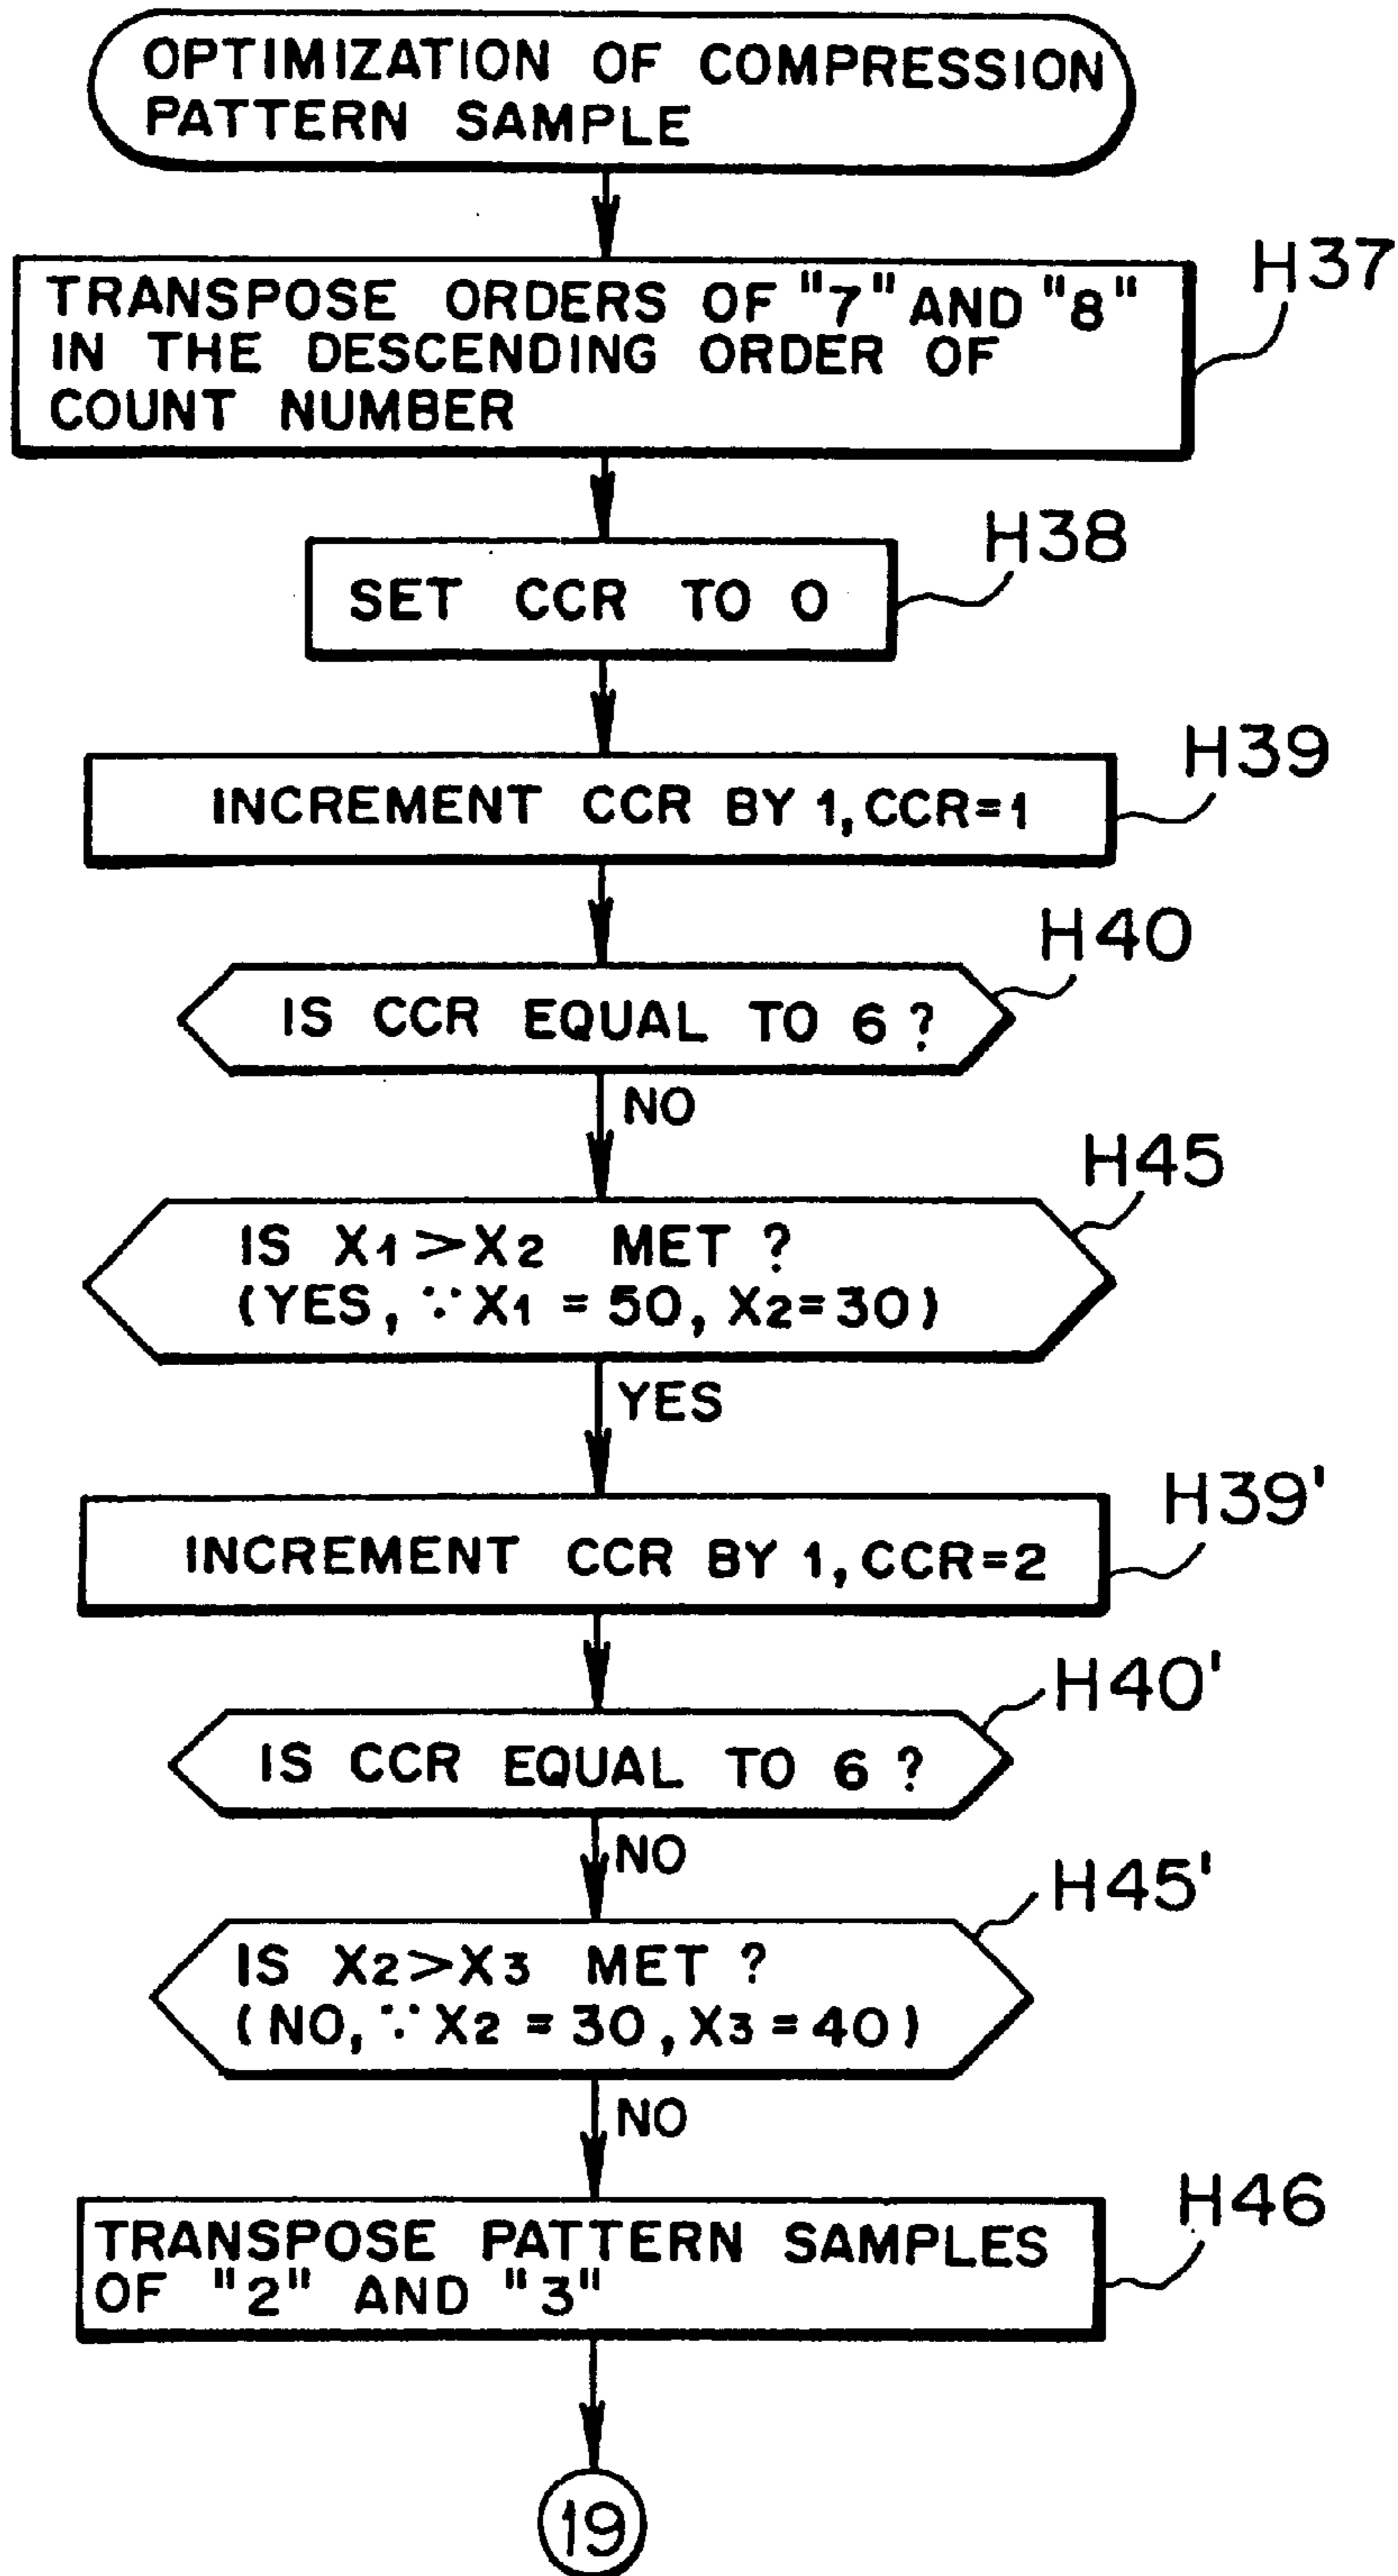 OPTIMIZATION OF COMPRESSION
PATTERN SAMPLE
H37
TRANSPOSE ORDERS OF "7" AND "8"
IN THE DESCENDING ORDER OF
COUNT NUMBER
H38
SET CCR TO 0
H39
INCREMENT CCR BY 1, CCR=1
H40
IS CCR EQUAL TO 6 ?
NO
H45
IS X1>X2 MET ?
(YES, ∵X1 = 50, X2=30)
YES
H39'
INCREMENT CCR BY 1, CCR=2
H40'
IS CCR EQUAL TO 6 ?
NO
H45'
IS X2>X3 MET ?
(NO, ∵X2 = 30, X3 = 40)
NO
H46
TRANSPOSE PATTERN SAMPLES
OF "2" AND "3"
19